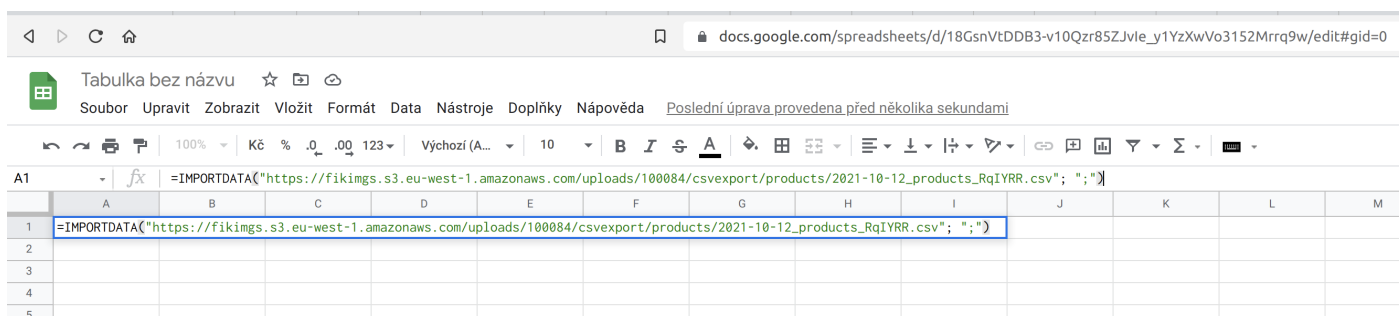 docs.google.com/spreadsheets/d/18GsnVtDDB3-v10Qzr85ZJvIe_y1YzXwVo3152Mrrq9w/edit#gid=0
Tabulka bez názvu
Soubor Upravit Zobrazit Vložit Formát Data Nástroje Doplňky Nápověda Poslední úprava provedena před několika sekundami
100% Kč % .0 .00 123 Výchozí (A... 10 B I S A
A1 fx =IMPORTDATA("https://fikimgs.s3.eu-west-1.amazonaws.com/uploads/100084/csvexport/products/2021-10-12_products_RqIYRR.csv"; ";")
A B C D E F G H I J K L M
1 =IMPORTDATA("https://fikimgs.s3.eu-west-1.amazonaws.com/uploads/100084/csvexport/products/2021-10-12_products_RqIYRR.csv"; ";")
2
3
4
5